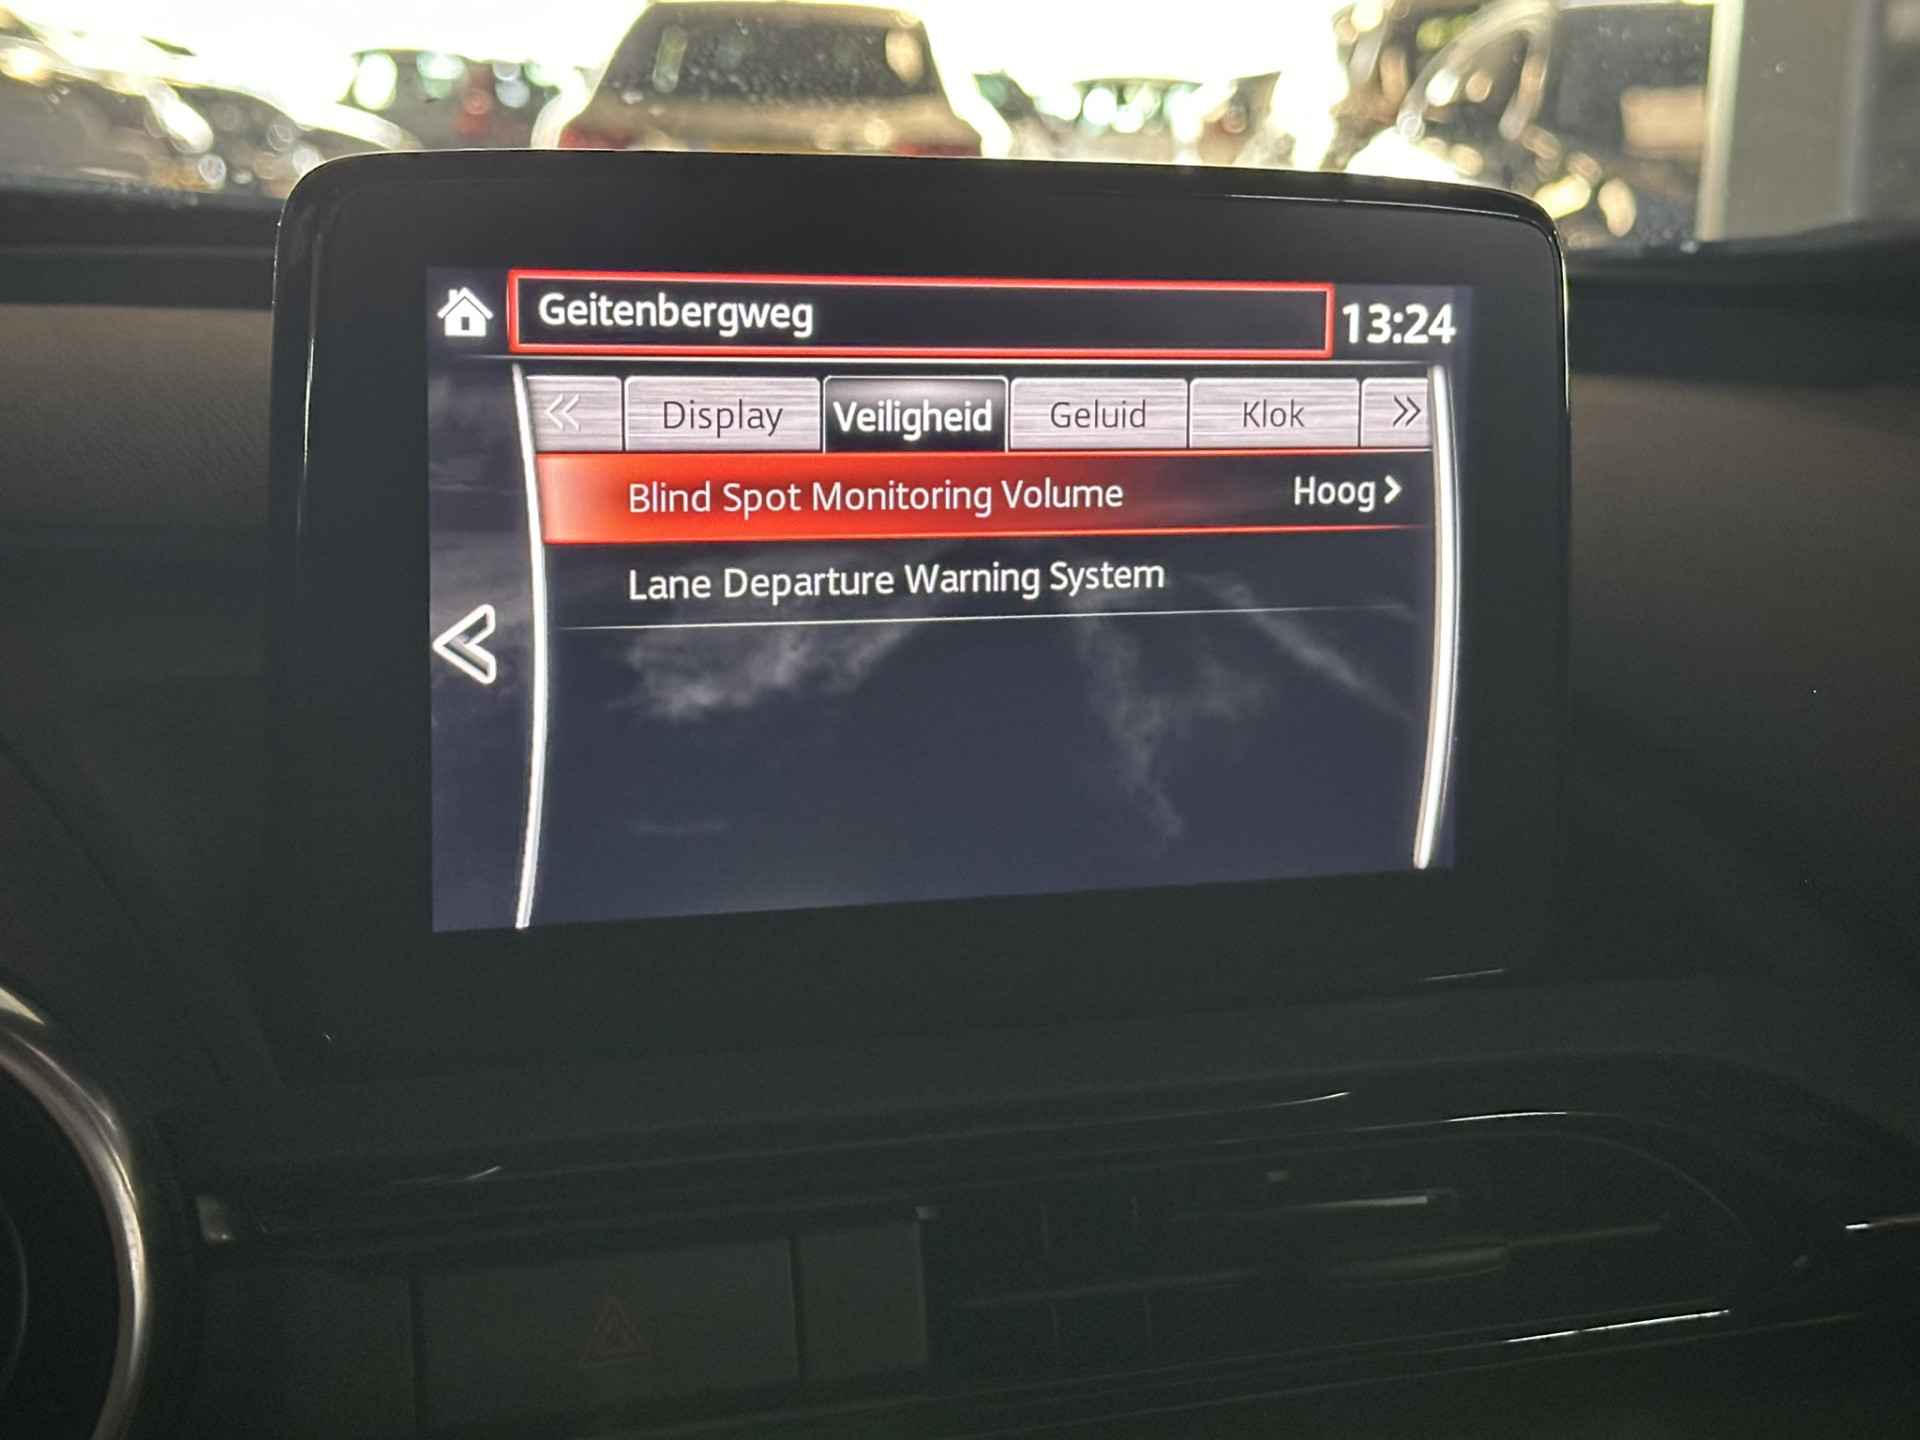 Geitenbergweg
13:24
Display Veiligheid Geluid Klok
Blind Spot Monitoring Volume Hoog
Lane Departure Warning System